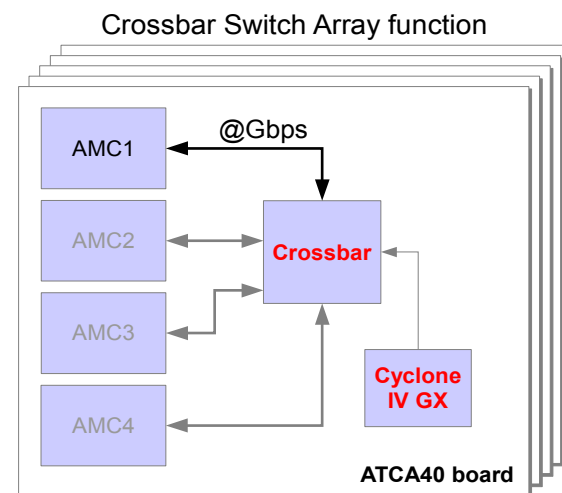 Crossbar Switch Array function
@Gbps
AMC1
AMC2
Crossbar
AMC3
Cyclone
IV GX
AMC4
ATCA40 board